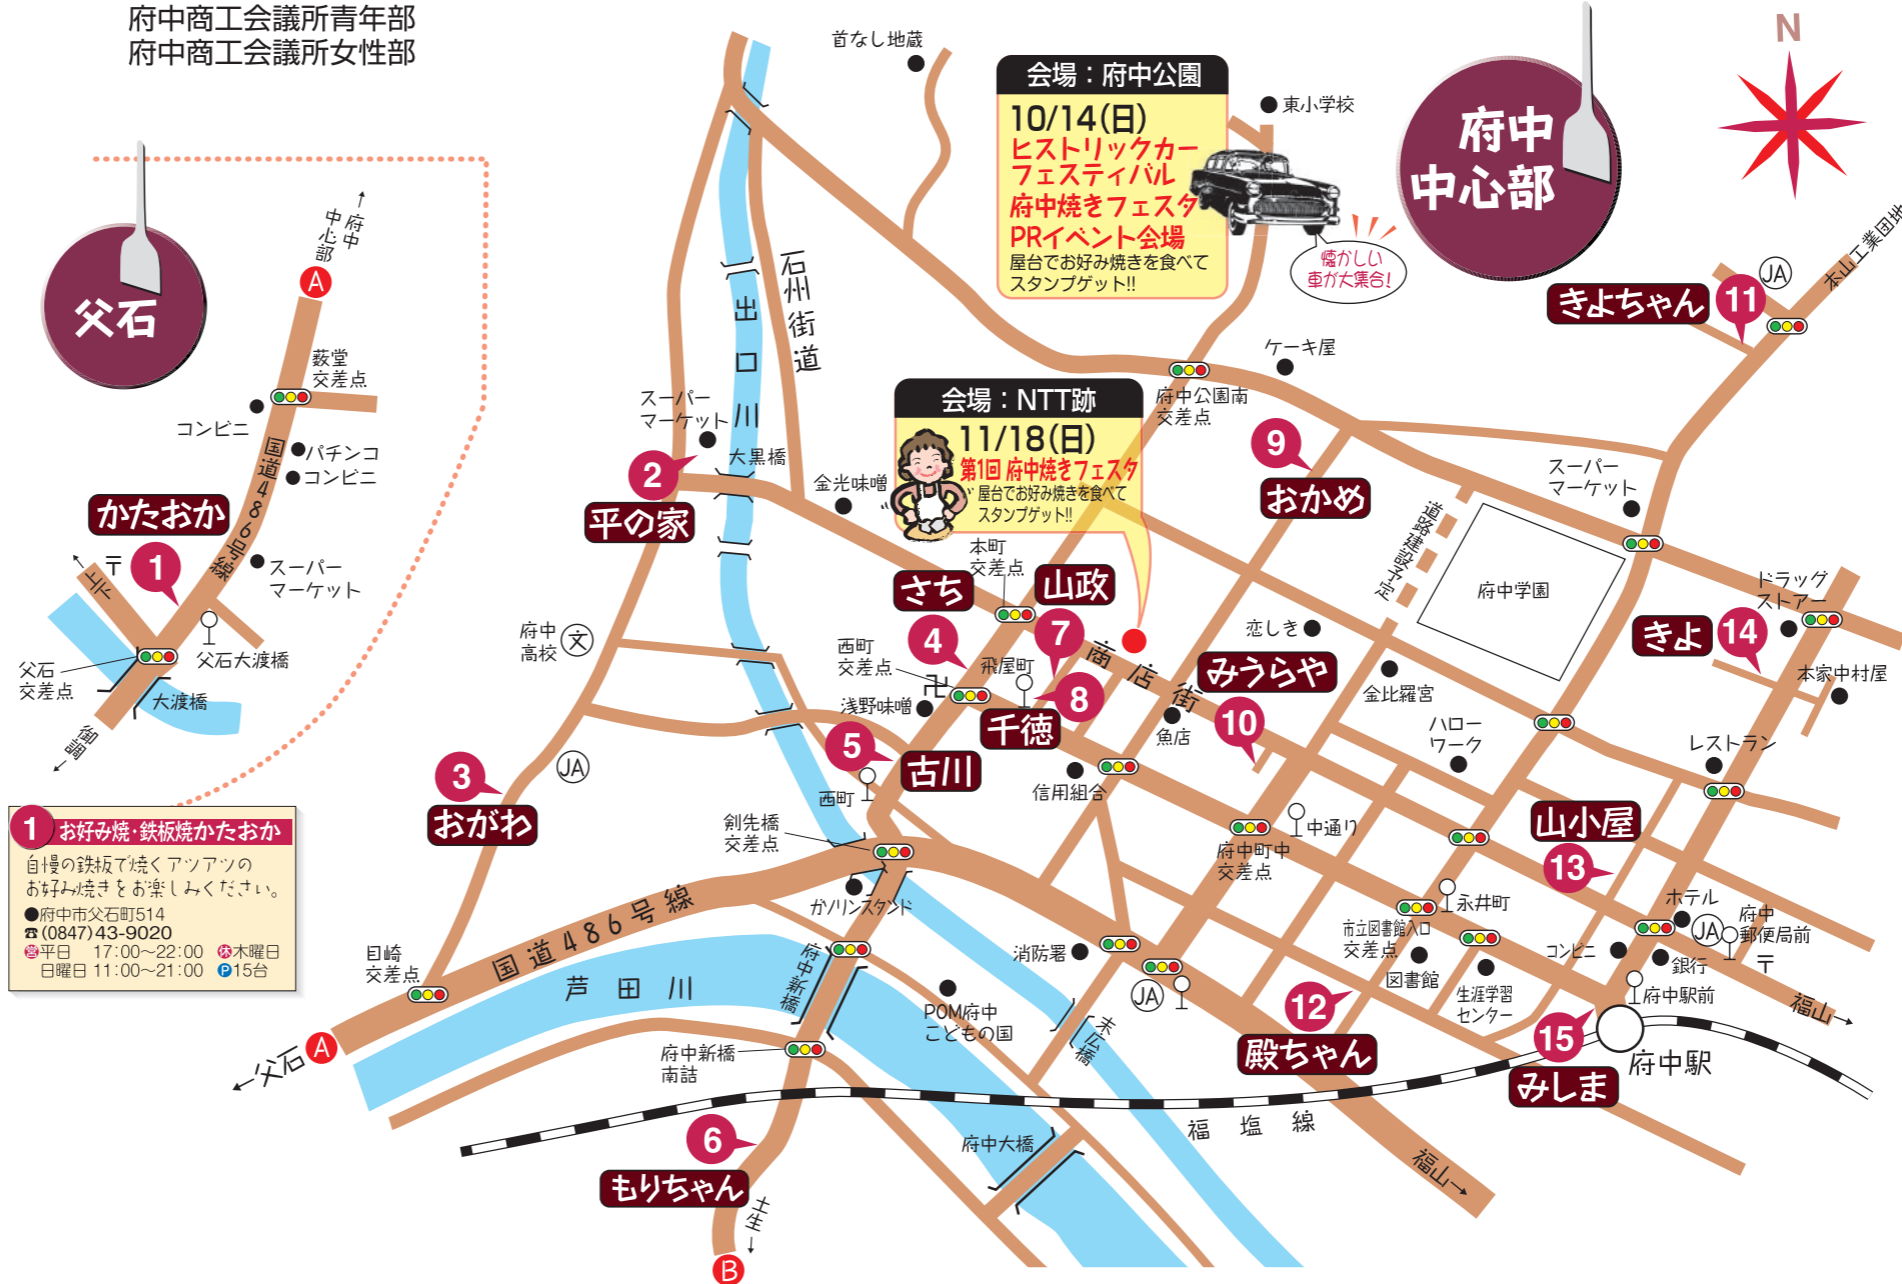 府中商工会議所青年部
府中商工会議所女性部
父石
↑府中
中心部
A
薮堂
交差点
コンビニ
パチンコ
コンビニ
国道486号線
かたおか
1
スーパー
マーケット
←上下
〒
父石大渡橋
父石
交差点
大渡橋
御調→
1 お好み焼・鉄板焼かたおか
自慢の鉄板で焼くアツアツの
お好み焼きをお楽しみください。
●府中市父石町514
☎(0847)43-9020
営平日 17:00〜22:00 休木曜日
日曜日 11:00〜21:00 P15台
首なし地蔵
会場：府中公園
10/14(日)
ヒストリックカー
フェスティバル
府中焼きフェスタ
PRイベント会場
屋台でお好み焼きを食べて
スタンプゲット!!
懐かしい
車が大集合!
東小学校
府中
中心部
N
本山工業団地
JA
きよちゃん
11
石州街道
出口川
スーパー
マーケット
大黒橋
2
平の家
金光味噌
会場：NTT跡
11/18(日)
第1回 府中焼きフェスタ
屋台でお好み焼きを食べて
スタンプゲット!!
ケーキ屋
府中公園南
交差点
9
おかめ
スーパー
マーケット
道路建設予定
府中学園
ドラッグ
ストアー
きよ
14
本家中村屋
本町
交差点
さち
4
山政
7
商店街
恋しき
みうらや
10
金比羅宮
府中
高校
文
西町
交差点
飛屋町
卍
浅野味噌
8
千徳
魚店
ハロー
ワーク
レストラン
5
古川
西町
信用組合
JA
3
おがわ
剣先橋
交差点
中通り
府中町中
交差点
山小屋
13
ガソリンスタンド
国道486号線
目崎
交差点
芦田川
府中新橋
消防署
永井町
市立図書館入口
交差点
図書館
生涯学習
センター
ホテル
JA
府中
郵便局前
〒
コンビニ
銀行
府中駅前
福山→
POM府中
こどもの国
末広橋
JA
12
殿ちゃん
15
みしま
府中駅
←父石
A
府中新橋
南詰
福塩線
府中大橋
福山→
6
もりちゃん
土生→
B